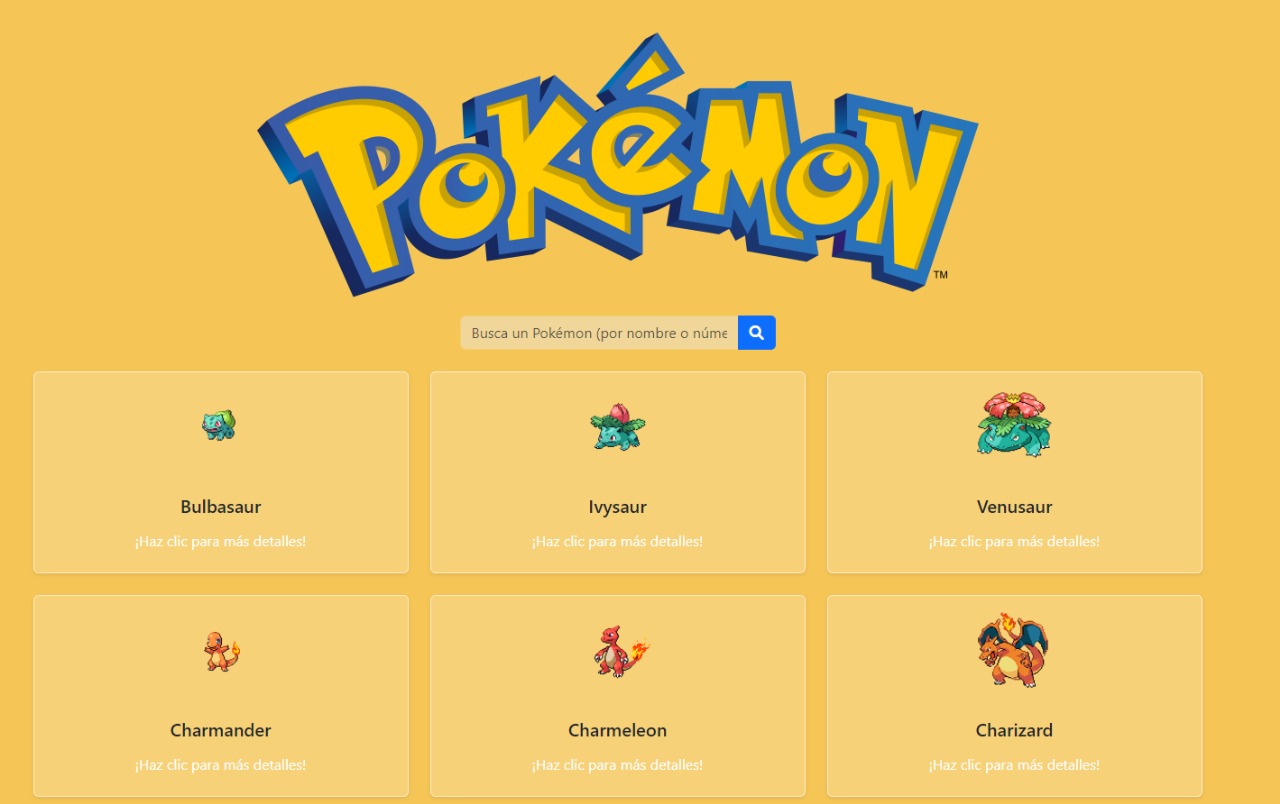 Pokémon
TM
Busca un Pokémon (por nombre o núme
Bulbasaur
Ivysaur
Venusaur
¡Haz clic para más detalles!
¡Haz clic para más detalles!
¡Haz clic para más detalles!
Charmander
Charmeleon
Charizard
¡Haz clic para más detalles!
¡Haz clic para más detalles!
¡Haz clic para más detalles!